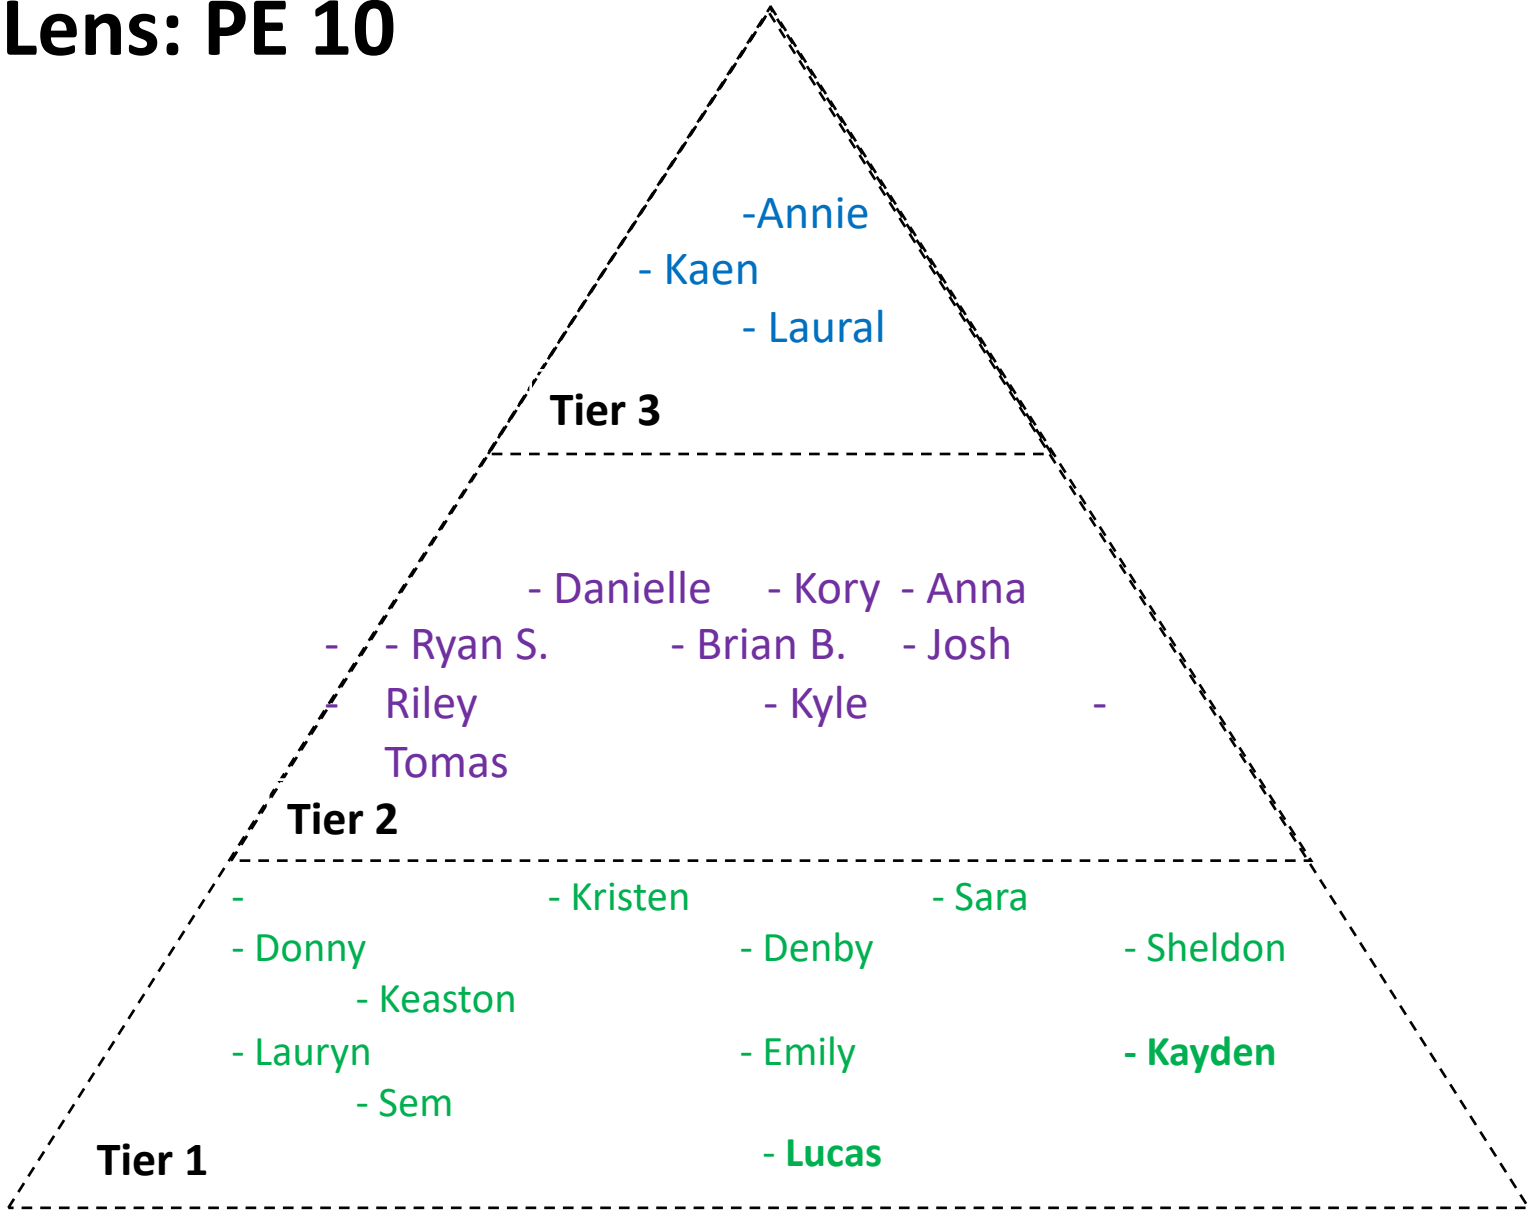 Lens: PE 10
-Annie
- Kaen
- Laural
Tier 3
- Danielle - Kory - Anna
- - Ryan S. - Brian B. - Josh
- Riley - Kyle -
Tomas
Tier 2
- - Kristen - Sara
- Donny - Denby - Sheldon
- Keaston
- Lauryn - Emily - Kayden
- Sem
- Lucas
Tier 1